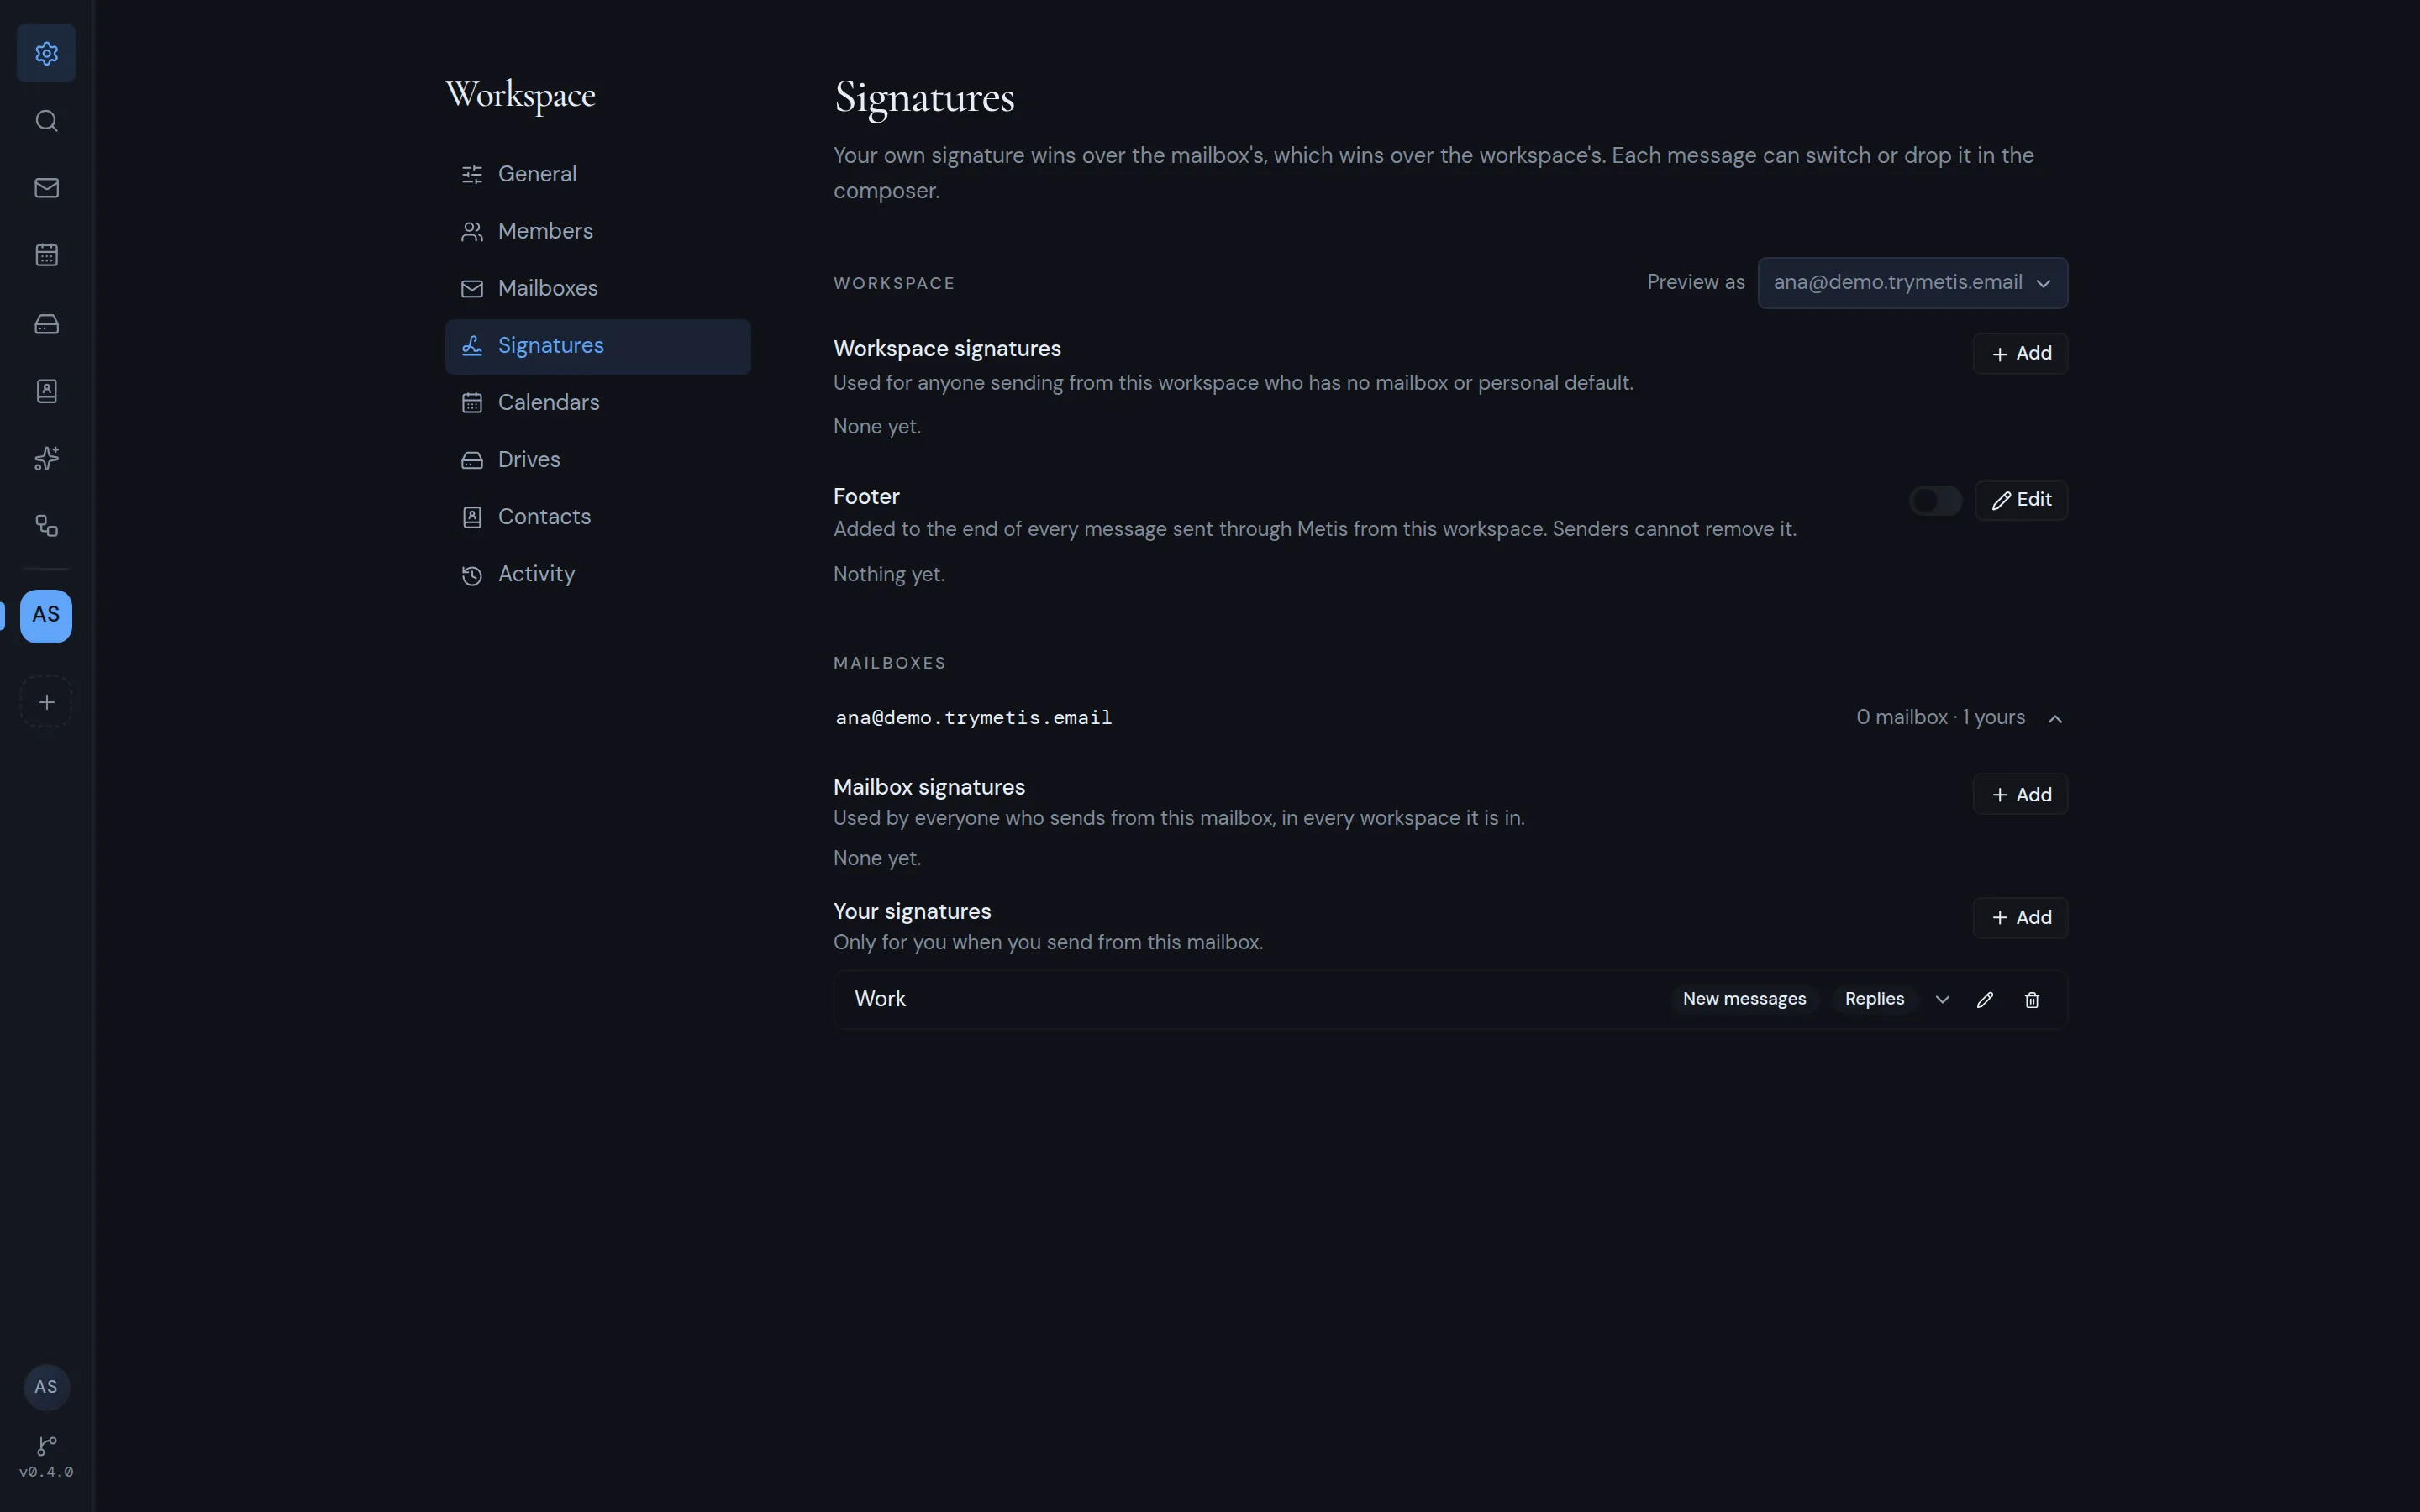 Workspace
General
Members
Mailboxes
Signatures
Calendars
Drives
Contacts
Activity
AS
AS
v0.4.0
Signatures
Your own signature wins over the mailbox's, which wins over the workspace's. Each message can switch or drop it in the
composer.
WORKSPACE
Preview as ana@demo.trymetis.email
Workspace signatures
Add
Used for anyone sending from this workspace who has no mailbox or personal default.
None yet.
Footer
Edit
Added to the end of every message sent through Metis from this workspace. Senders cannot remove it.
Nothing yet.
MAILBOXES
ana@demo.trymetis.email 0 mailbox · 1 yours
Mailbox signatures
Add
Used by everyone who sends from this mailbox, in every workspace it is in.
None yet.
Your signatures
Add
Only for you when you send from this mailbox.
Work New messages Replies